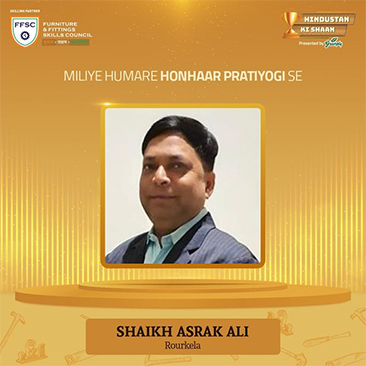 SKILLING PARTNER
FFSC
FURNITURE
& FITTINGS
SKILLS COUNCIL
HINDUSTAN
KI SHAAN
Presented by Greenply
MILIYE HUMARE HONHAAR PRATIYOGI SE
SHAIKH ASRAK ALI
Rourkela